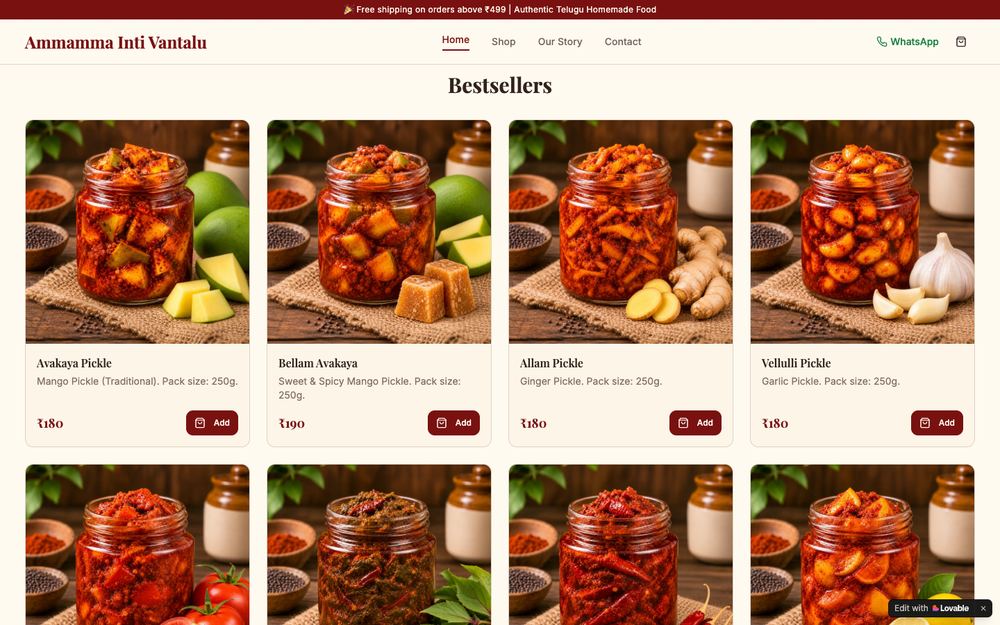 🎉 Free shipping on orders above ₹499 | Authentic Telugu Homemade Food
Ammamma Inti Vantalu
Home
Shop
Our Story
Contact
WhatsApp
Bestsellers
Avakaya Pickle
Mango Pickle (Traditional). Pack size: 250g.
₹180
Add
Bellam Avakaya
Sweet & Spicy Mango Pickle. Pack size:
250g.
₹190
Add
Allam Pickle
Ginger Pickle. Pack size: 250g.
₹180
Add
Vellulli Pickle
Garlic Pickle. Pack size: 250g.
₹180
Add
Edit with Lovable ×